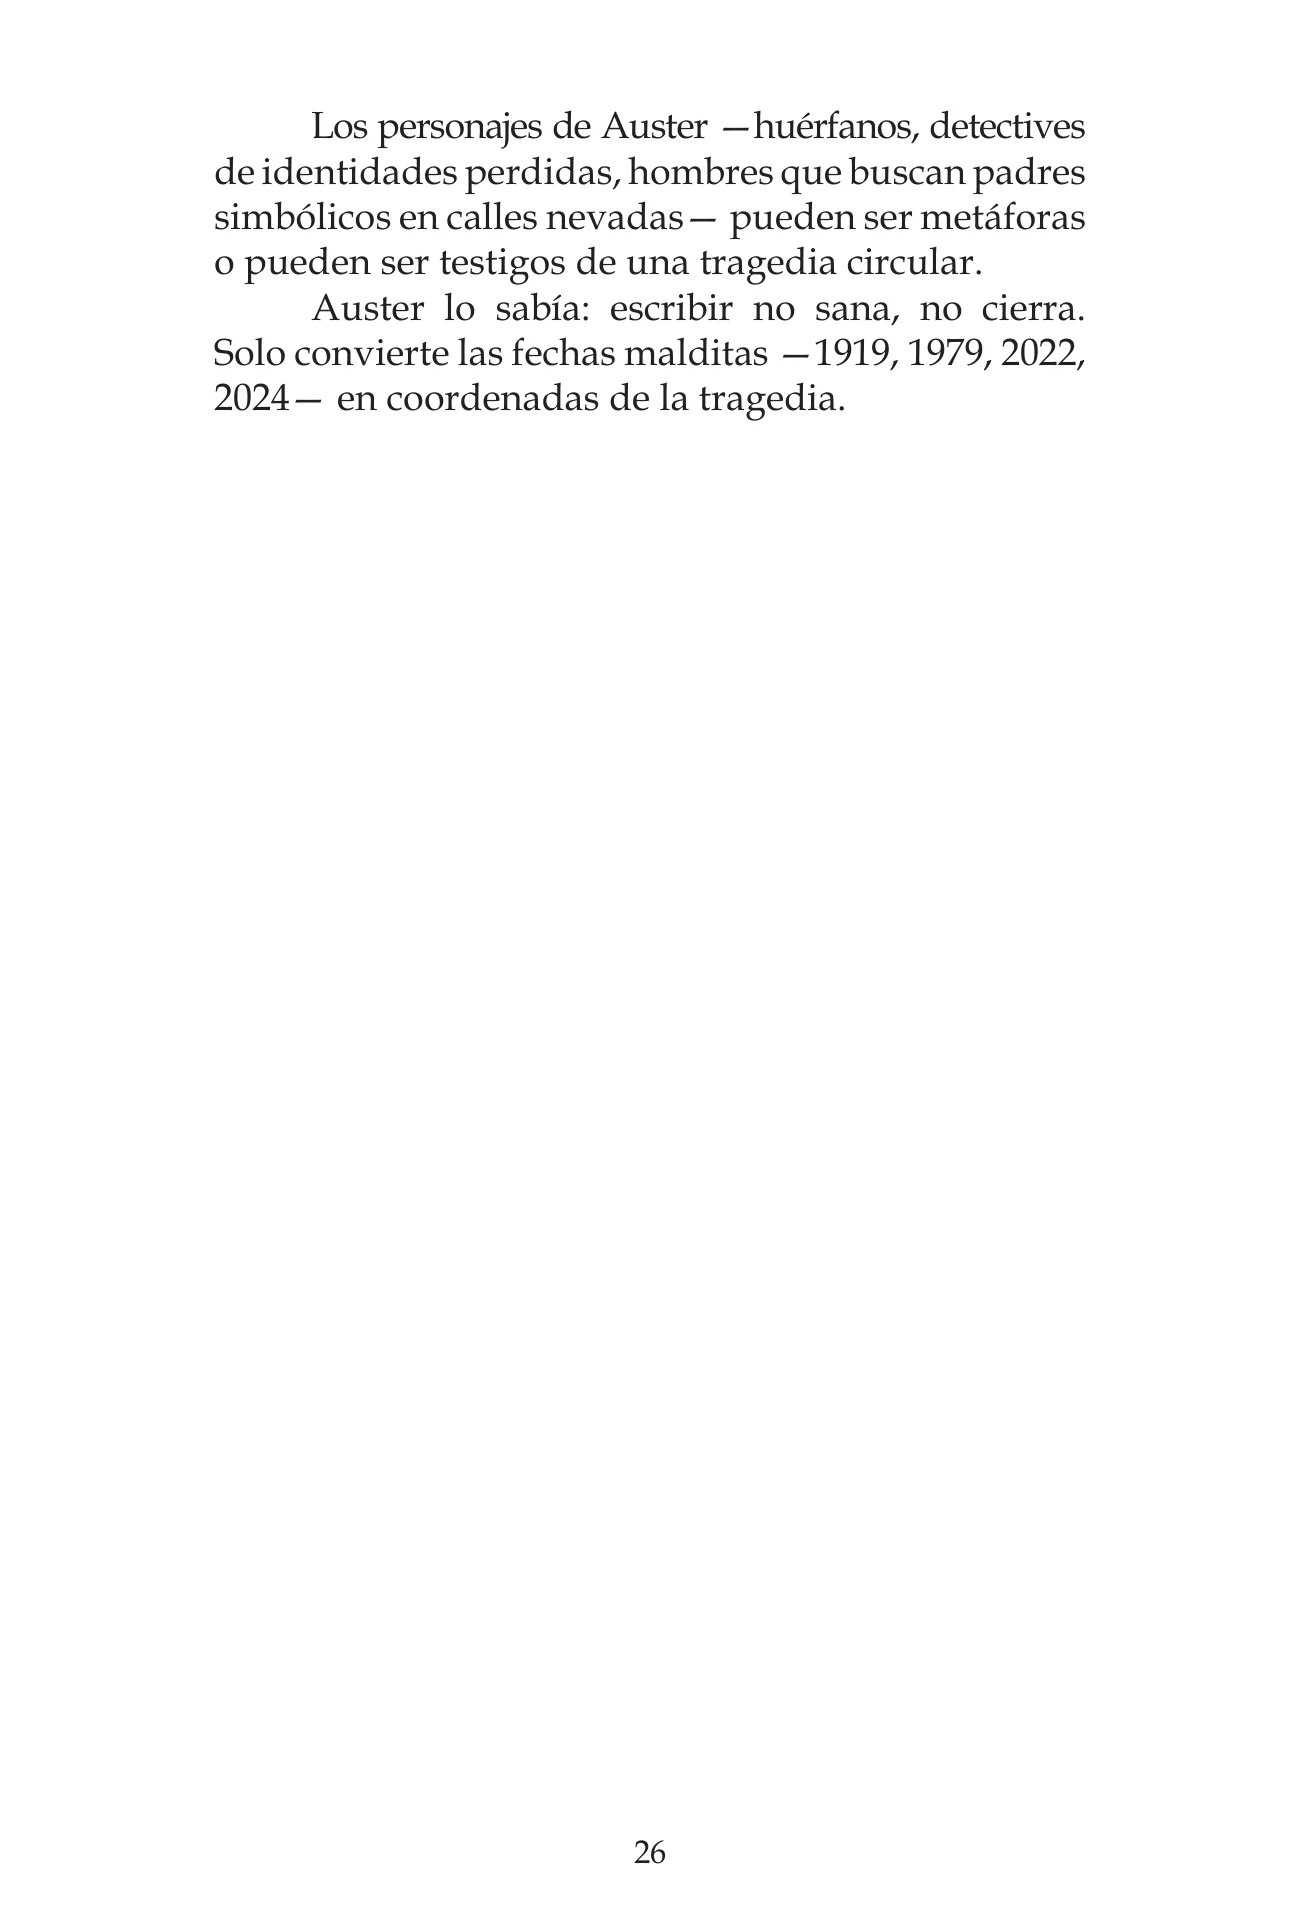 Los personajes de Auster —huérfanos, detectives
de identidades perdidas, hombres que buscan padres
simbólicos en calles nevadas— pueden ser metáforas
o pueden ser testigos de una tragedia circular.
Auster lo sabía: escribir no sana, no cierra.
Solo convierte las fechas malditas —1919, 1979, 2022,
2024— en coordenadas de la tragedia.
26